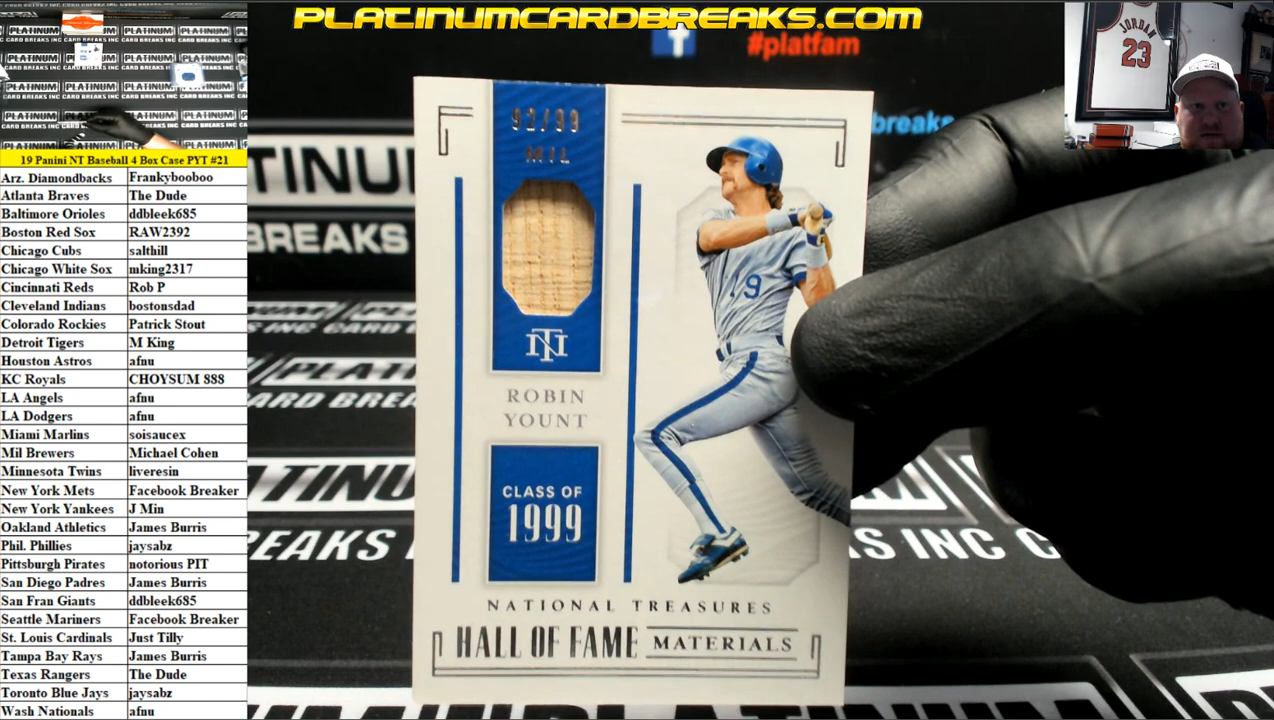 PLATINUMCARDBREAKS.COM
#platfam
breaks
JORDAN
23
19 Panini NT Baseball 4 Box Case PYT #21
Arz. Diamondbacks Frankybooboo
Atlanta Braves The Dude
Baltimore Orioles ddbleek685
Boston Red Sox RAW2392
Chicago Cubs salthill
Chicago White Sox mking2317
Cincinnati Reds Rob P
Cleveland Indians bostonsdad
Colorado Rockies Patrick Stout
Detroit Tigers M King
Houston Astros afnu
KC Royals CHOYSUM 888
LA Angels afnu
LA Dodgers afnu
Miami Marlins soisaucex
Mil Brewers Michael Cohen
Minnesota Twins liveresin
New York Mets Facebook Breaker
New York Yankees J Min
Oakland Athletics James Burris
Phil. Phillies jaysabz
Pittsburgh Pirates notorious PIT
San Diego Padres James Burris
San Fran Giants ddbleek685
Seattle Mariners Facebook Breaker
St. Louis Cardinals Just Tilly
Tampa Bay Rays James Burris
Texas Rangers The Dude
Toronto Blue Jays jaysabz
Wash Nationals afnu
92/99
MIL
NT
ROBIN
YOUNT
CLASS OF
1999
19
NATIONAL TREASURES
HALL OF FAME MATERIALS